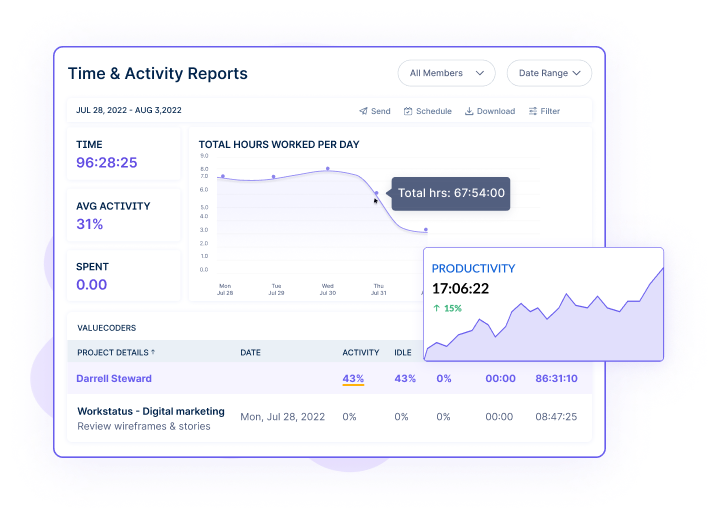 Time & Activity Reports
All Members
Date Range
JUL 28, 2022 - AUG 3,2022
Send
Schedule
Download
Filter
TIME
96:28:25
AVG ACTIVITY
31%
SPENT
0.00
TOTAL HOURS WORKED PER DAY
9.0
8.0
7.0
6.0
5.0
4.0
3.0
2.0
1.0
0.0
Total hrs: 67:54:00
Mon Tue Wed Thu
Jul 28 Jul 29 Jul 30 Jul 31
PRODUCTIVITY
17:06:22
↑ 15%
VALUECODERS
PROJECT DETAILS ↑ DATE ACTIVITY IDLE
Darrell Steward 43% 43% 0% 00:00 86:31:10
Workstatus - Digital marketing Mon, Jul 28, 2022 0% 0% 0% 00:00 08:47:25
Review wireframes & stories